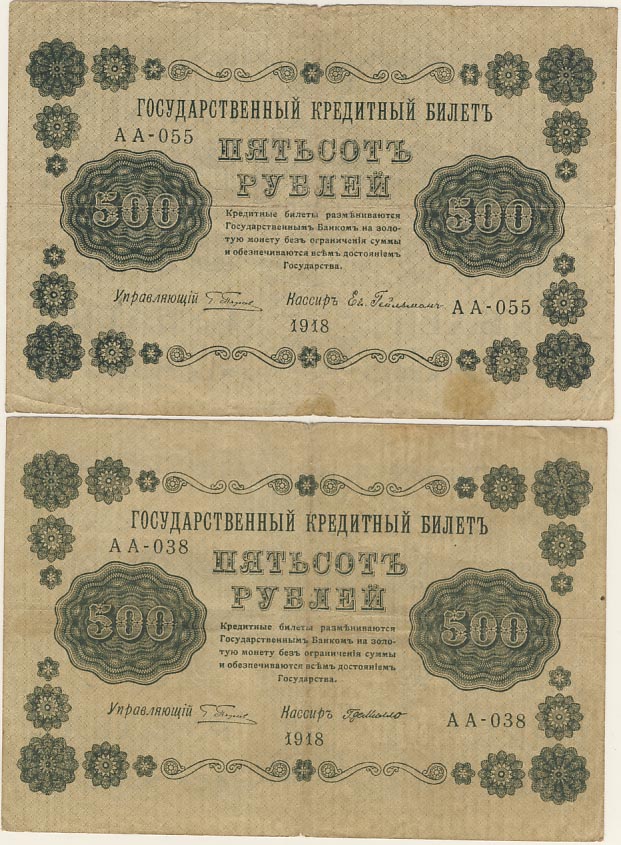 ГОСУДАРСТВЕННЫЙ КРЕДИТНЫЙ БИЛЕТЪ
АА-055
ПЯТЬСОТЪ
РУБЛЕЙ
500 500
Кредитные билеты размѣниваются
Государственнымъ Банкомъ на золо-
тую монету безъ ограниченія суммы
и обезпечиваются всѣмъ достояніемъ
Государства.
Управляющій Кассиръ Ев. Гейльманъ
АА-055
1918
ГОСУДАРСТВЕННЫЙ КРЕДИТНЫЙ БИЛЕТЪ
АА-038
ПЯТЬСОТЪ
РУБЛЕЙ
500 500
Кредитные билеты размѣниваются
Государственнымъ Банкомъ на золо-
тую монету безъ ограниченія суммы
и обезпечиваются всѣмъ достояніемъ
Государства.
Управляющій Кассиръ
АА-038
1918